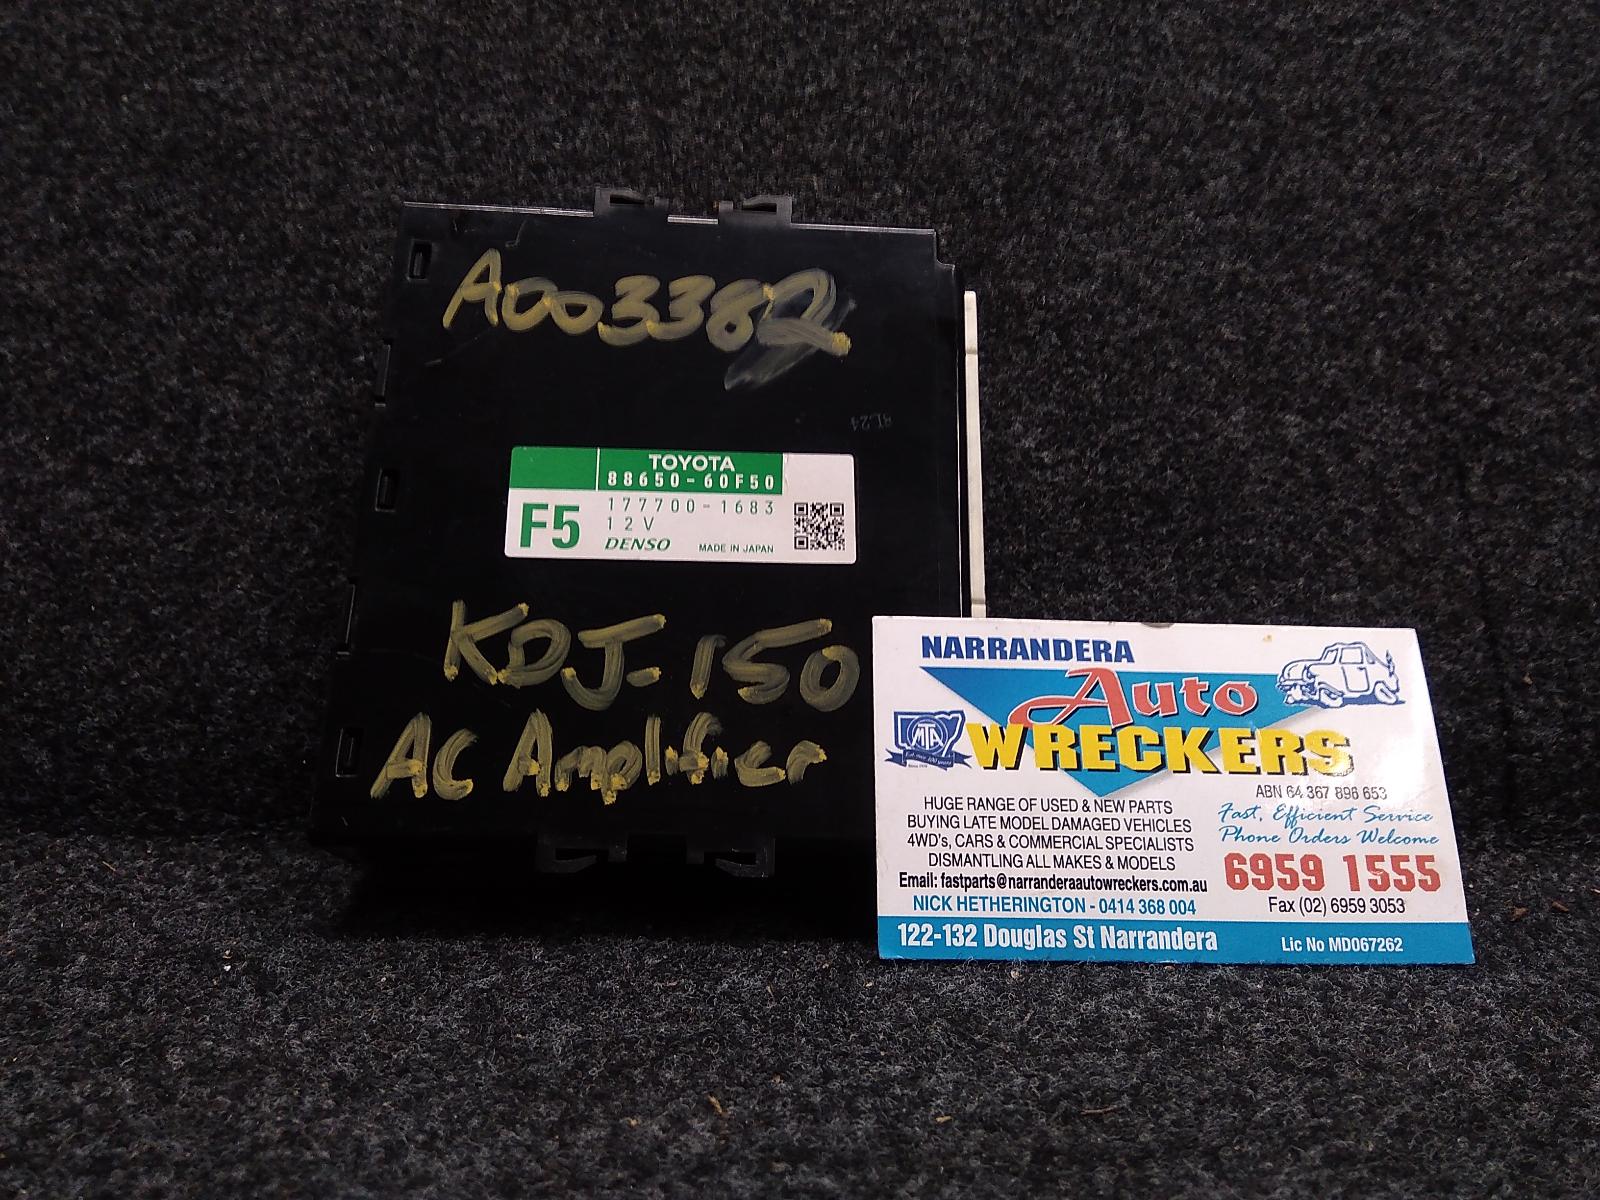 A003382
TOYOTA
88650-60F50
F5
177700-1683
12V
DENSO
MADE IN JAPAN
KDJ-150
AC Amplifier
NARRANDERA
Auto
WRECKERS
MTA
ABN 64 367 896 653
HUGE RANGE OF USED & NEW PARTS
BUYING LATE MODEL DAMAGED VEHICLES
4WD's, CARS & COMMERCIAL SPECIALISTS
DISMANTLING ALL MAKES & MODELS
Email: fastparts@narranderaautowreckers.com.au
NICK HETHERINGTON - 0414 368 004
Fast, Efficient Service
Phone Orders Welcome
6959 1555
Fax (02) 6959 3053
122-132 Douglas St Narrandera
Lic No MD067262